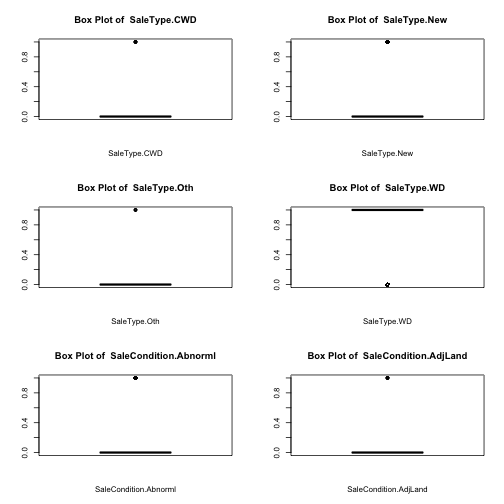 Box Plot of  SaleType.CWD
0.8
0.4
0.0
SaleType.CWD
Box Plot of  SaleType.New
0.8
0.4
0.0
SaleType.New
Box Plot of  SaleType.Oth
0.8
0.4
0.0
SaleType.Oth
Box Plot of  SaleType.WD
0.8
0.4
0.0
SaleType.WD
Box Plot of  SaleCondition.Abnorml
0.8
0.4
0.0
SaleCondition.Abnorml
Box Plot of  SaleCondition.AdjLand
0.8
0.4
0.0
SaleCondition.AdjLand